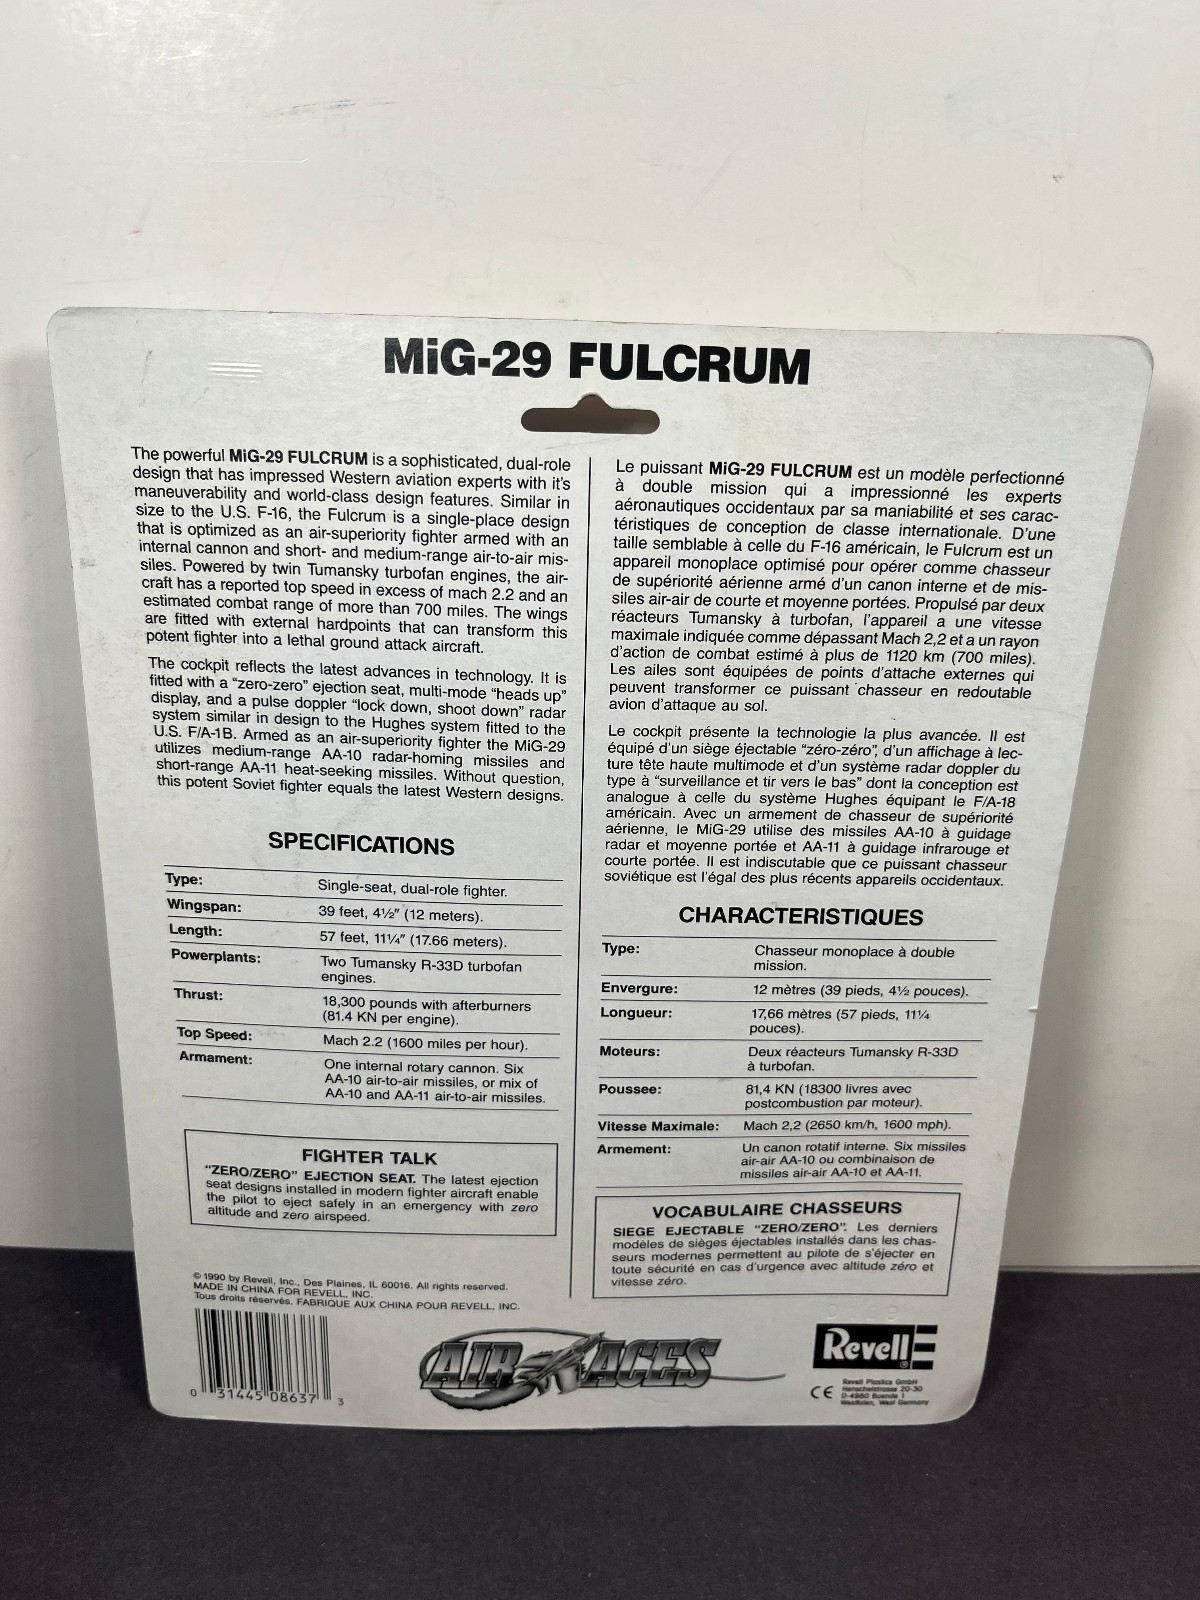 MiG-29 FULCRUM
The powerful MiG-29 FULCRUM is a sophisticated, dual-role
design that has impressed Western aviation experts with it's
maneuverability and world-class design features. Similar in
size to the U.S. F-16, the Fulcrum is a single-place design
that is optimized as an air-superiority fighter armed with an
internal cannon and short- and medium-range air-to-air mis-
siles. Powered by twin Tumansky turbofan engines, the air-
craft has a reported top speed in excess of mach 2.2 and an
estimated combat range of more than 700 miles. The wings
are fitted with external hardpoints that can transform this
potent fighter into a lethal ground attack aircraft.
The cockpit reflects the latest advances in technology. It is
fitted with a “zero-zero” ejection seat, multi-mode “heads up”
display, and a pulse doppler “lock down, shoot down” radar
system similar in design to the Hughes system fitted to the
U.S. F/A-1B. Armed as an air-superiority fighter the MiG-29
utilizes medium-range AA-10 radar-homing missiles and
short-range AA-11 heat-seeking missiles. Without question,
this potent Soviet fighter equals the latest Western designs.
SPECIFICATIONS
Type: Single-seat, dual-role fighter.
Wingspan: 39 feet, 4½" (12 meters).
Length: 57 feet, 11¼" (17.66 meters).
Powerplants: Two Tumansky R-33D turbofan
engines.
Thrust: 18,300 pounds with afterburners
(81.4 KN per engine).
Top Speed: Mach 2.2 (1600 miles per hour).
Armament: One internal rotary cannon. Six
AA-10 air-to-air missiles, or mix of
AA-10 and AA-11 air-to-air missiles.
FIGHTER TALK
“ZERO/ZERO” EJECTION SEAT. The latest ejection
seat designs installed in modern fighter aircraft enable
the pilot to eject safely in an emergency with zero
altitude and zero airspeed.
© 1990 by Revell, Inc., Des Plaines, IL 60016. All rights reserved.
MADE IN CHINA FOR REVELL, INC.
Tous droits réservés. FABRIQUE AUX CHINA POUR REVELL, INC.
0 31445 08637 3
Le puissant MiG-29 FULCRUM est un modèle perfectionné
à double mission qui a impressionné les experts
aéronautiques occidentaux par sa maniabilité et ses carac-
téristiques de conception de classe internationale. D'une
taille semblable à celle du F-16 américain, le Fulcrum est un
appareil monoplace optimisé pour opérer comme chasseur
de supériorité aérienne armé d'un canon interne et de mis-
siles air-air de courte et moyenne portées. Propulsé par deux
réacteurs Tumansky à turbofan, l'appareil a une vitesse
maximale indiquée comme dépassant Mach 2,2 et a un rayon
d'action de combat estimé à plus de 1120 km (700 miles).
Les ailes sont équipées de points d'attache externes qui
peuvent transformer ce puissant chasseur en redoutable
avion d'attaque au sol.
Le cockpit présente la technologie la plus avancée. Il est
équipé d'un siège éjectable “zéro-zéro”, d'un affichage à lec-
ture tête haute multimode et d'un système radar doppler du
type à “surveillance et tir vers le bas” dont la conception est
analogue à celle du système Hughes équipant le F/A-18
américain. Avec un armement de chasseur de supériorité
aérienne, le MiG-29 utilise des missiles AA-10 à guidage
radar et moyenne portée et AA-11 à guidage infrarouge et
courte portée. Il est indiscutable que ce puissant chasseur
soviétique est l'égal des plus récents appareils occidentaux.
CHARACTERISTIQUES
Type: Chasseur monoplace à double
mission.
Envergure: 12 mètres (39 pieds, 4½ pouces).
Longueur: 17,66 mètres (57 pieds, 11¼
pouces).
Moteurs: Deux réacteurs Tumansky R-33D
à turbofan.
Poussee: 81,4 KN (18300 livres avec
postcombustion par moteur).
Vitesse Maximale: Mach 2,2 (2650 km/h, 1600 mph).
Armement: Un canon rotatif interne. Six missiles
air-air AA-10 ou combinaison de
missiles air-air AA-10 et AA-11.
VOCABULAIRE CHASSEURS
SIEGE EJECTABLE “ZERO/ZERO”. Les derniers
modèles de sièges éjectables installés dans les chas-
seurs modernes permettent au pilote de s'éjecter en
toute sécurité en cas d'urgence avec altitude zéro et
vitesse zéro.
AIR ACES
Revell ®
CE
Revell Plastics GmbH
Henschelstrasse 20-30
D-4980 Buende 1
Westfalen, West Germany